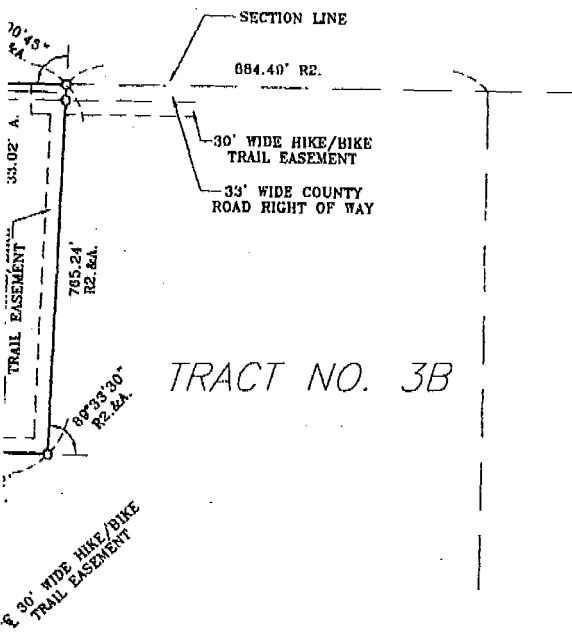 SECTION LINE
684.40' R2.
30' WIDE HIKE/BIKE
TRAIL EASEMENT
33' WIDE COUNTY
ROAD RIGHT OF WAY
&A.
33.02' A.
TRAIL EASEMENT
765.24'
R2.&A.
TRACT NO. 3B
89°33'30"
R2.&A.
℄ 30' WIDE HIKE/BIKE
TRAIL EASEMENT